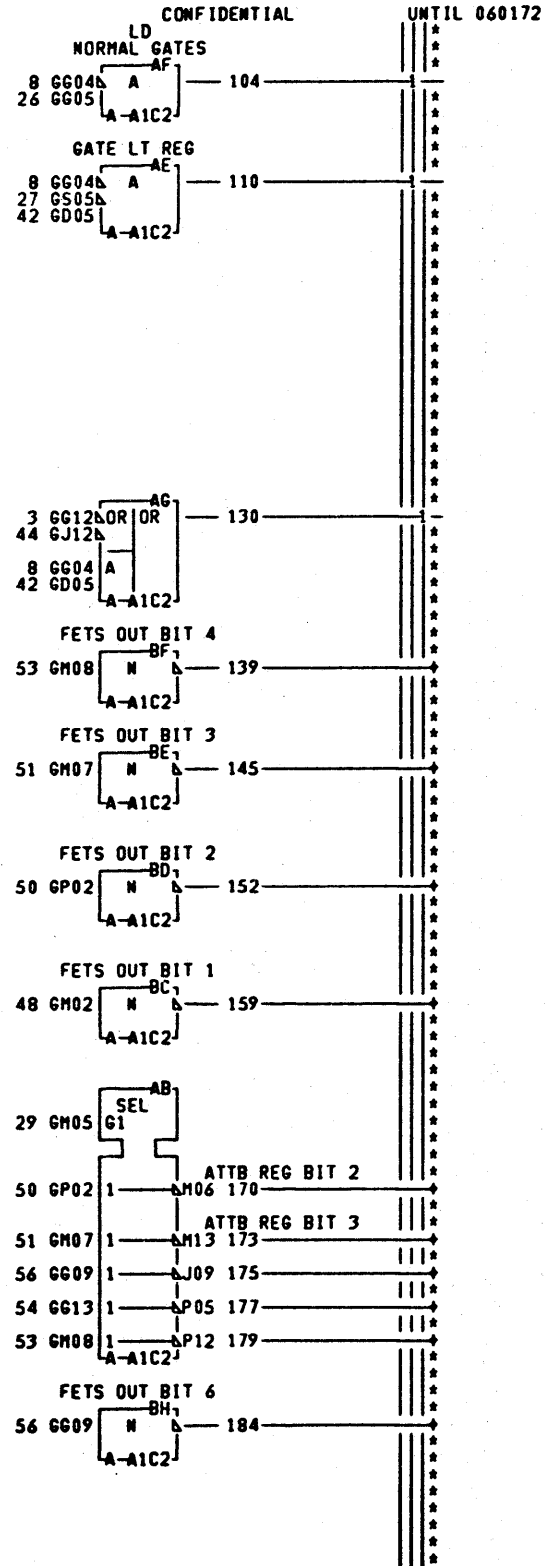 CONFIDENTIAL UNTIL 060172
LD
NORMAL GATES
AF
8 GG04 A 104 1
26 GG05
A-A1C2
GATE LT REG
AE
8 GG04 A 110 1
27 GS05
42 GD05
A-A1C2
AG
3 GG12 OR OR 130 1
44 GJ12
8 GG04 A
42 GD05
A-A1C2
FETS OUT BIT 4
BF
53 GM08 N 139
A-A1C2
FETS OUT BIT 3
BE
51 GM07 N 145
A-A1C2
FETS OUT BIT 2
BD
50 GP02 N 152
A-A1C2
FETS OUT BIT 1
BC
48 GM02 N 159
A-A1C2
AB
SEL
29 GM05 G1
ATTB REG BIT 2
50 GP02 1 M06 170
ATTB REG BIT 3
51 GM07 1 M13 173
56 GG09 1 J09 175
54 GG13 1 P05 177
53 GM08 1 P12 179
A-A1C2
FETS OUT BIT 6
BH
56 GG09 N 184
A-A1C2